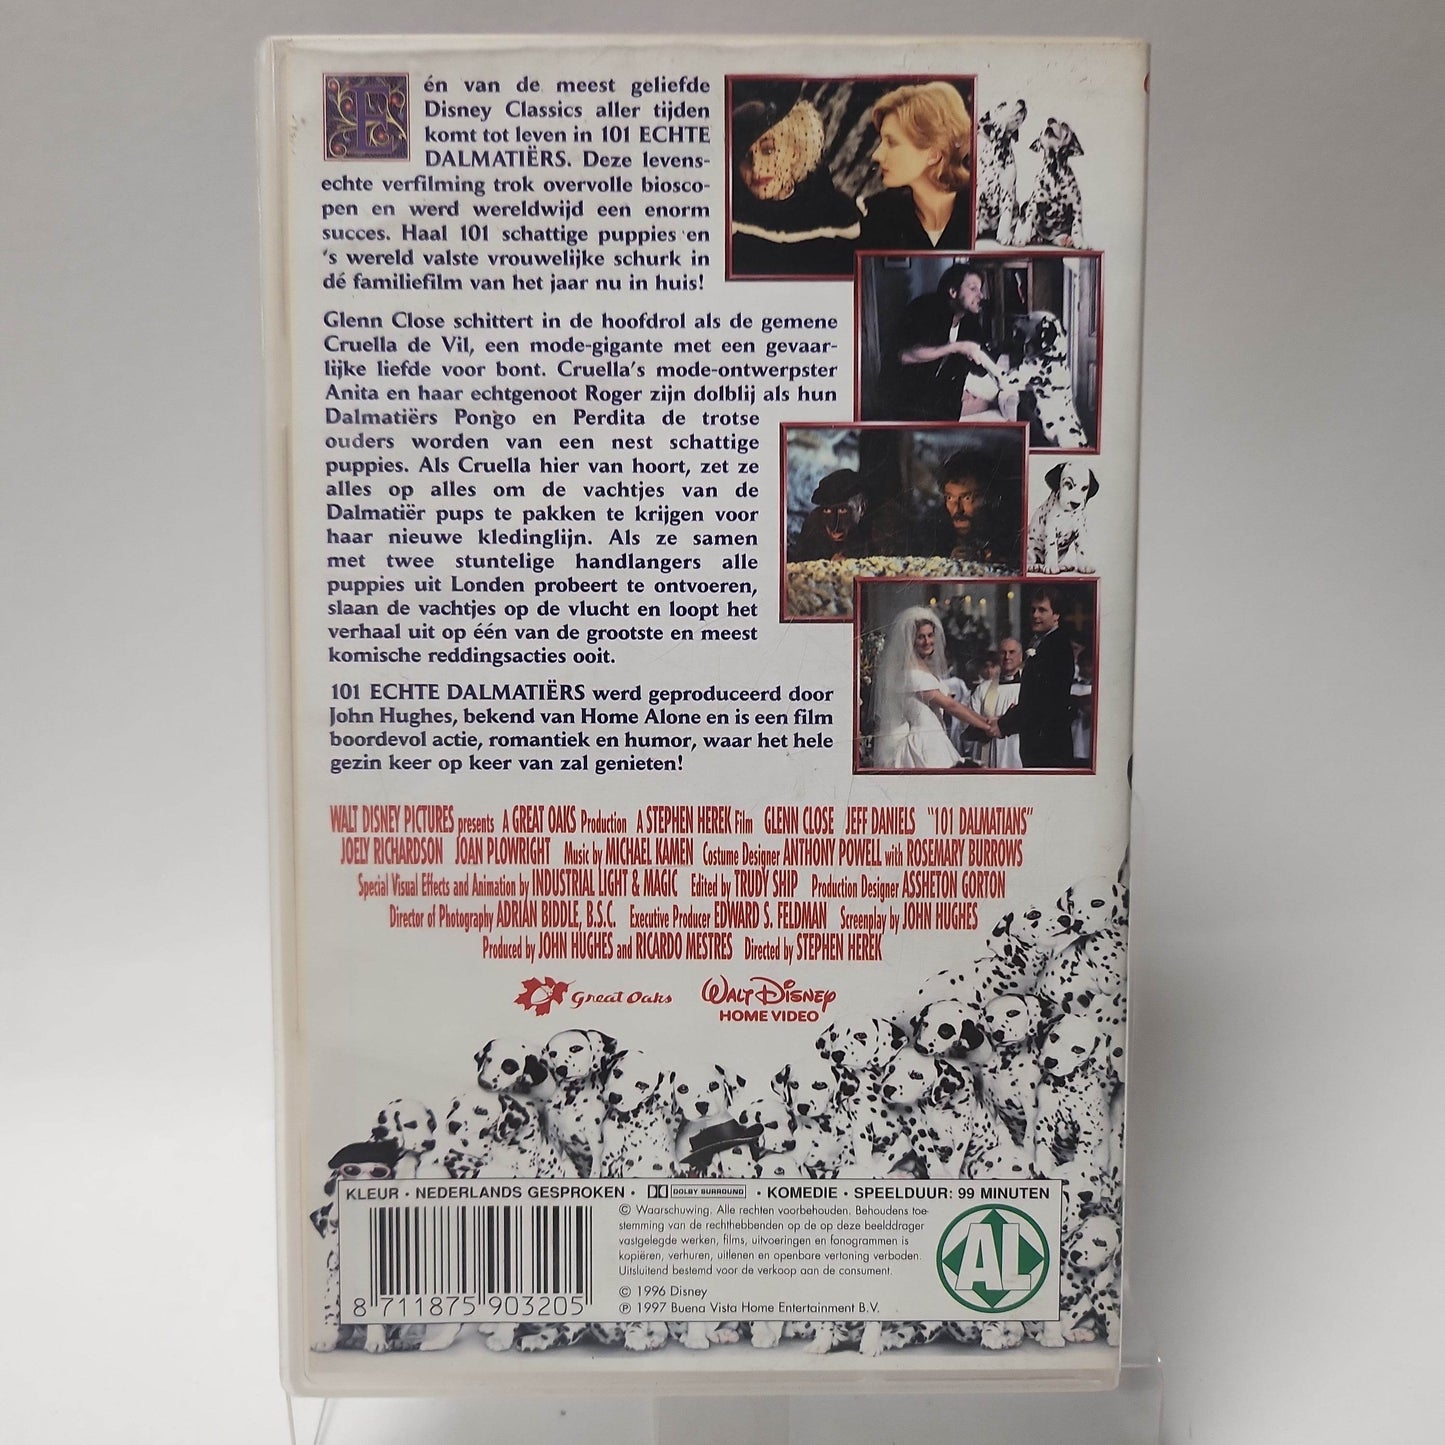 Eén van de meest geliefde
Disney Classics aller tijden
komt tot leven in 101 ECHTE
DALMATIËRS. Deze levens-
echte verfilming trok overvolle biosco-
pen en werd wereldwijd een enorm
succes. Haal 101 schattige puppies en
's wereld valste vrouwelijke schurk in
dé familiefilm van het jaar nu in huis!
Glenn Close schittert in de hoofdrol als de gemene
Cruella de Vil, een mode-gigante met een gevaar-
lijke liefde voor bont. Cruella's mode-ontwerpster
Anita en haar echtgenoot Roger zijn dolblij als hun
Dalmatiërs Pongo en Perdita de trotse
ouders worden van een nest schattige
puppies. Als Cruella hier van hoort, zet ze
alles op alles om de vachtjes van de
Dalmatiër pups te pakken te krijgen voor
haar nieuwe kledinglijn. Als ze samen
met twee stuntelige handlangers alle
puppies uit Londen probeert te ontvoeren,
slaan de vachtjes op de vlucht en loopt het
verhaal uit op één van de grootste en meest
komische reddingsacties ooit.
101 ECHTE DALMATIËRS werd geproduceerd door
John Hughes, bekend van Home Alone en is een film
boordevol actie, romantiek en humor, waar het hele
gezin keer op keer van zal genieten!
WALT DISNEY PICTURES presents A GREAT OAKS Production A STEPHEN HEREK Film GLENN CLOSE JEFF DANIELS "101 DALMATIANS"
JOELY RICHARDSON JOAN PLOWRIGHT Music by MICHAEL KAMEN Costume Designer ANTHONY POWELL with ROSEMARY BURROWS
Special Visual Effects and Animation by INDUSTRIAL LIGHT & MAGIC Edited by TRUDY SHIP Production Designer ASSHETON GORTON
Director of Photography ADRIAN BIDDLE, B.S.C. Executive Producer EDWARD S. FELDMAN Screenplay by JOHN HUGHES
Produced by JOHN HUGHES and RICARDO MESTRES Directed by STEPHEN HEREK
Great Oaks WALT DISNEY
HOME VIDEO
KLEUR · NEDERLANDS GESPROKEN · DOLBY SURROUND · KOMEDIE · SPEELDUUR: 99 MINUTEN
© Waarschuwing. Alle rechten voorbehouden. Behoudens toe-
stemming van de rechthebbenden op de op deze beelddrager
vastgelegde werken, films, uitvoeringen en fonogrammen is
kopiëren, verhuren, uitlenen en openbare vertoning verboden.
Uitsluitend bestemd voor de verkoop aan de consument.
© 1996 Disney
℗ 1997 Buena Vista Home Entertainment B.V.
AL
8 711875 903205